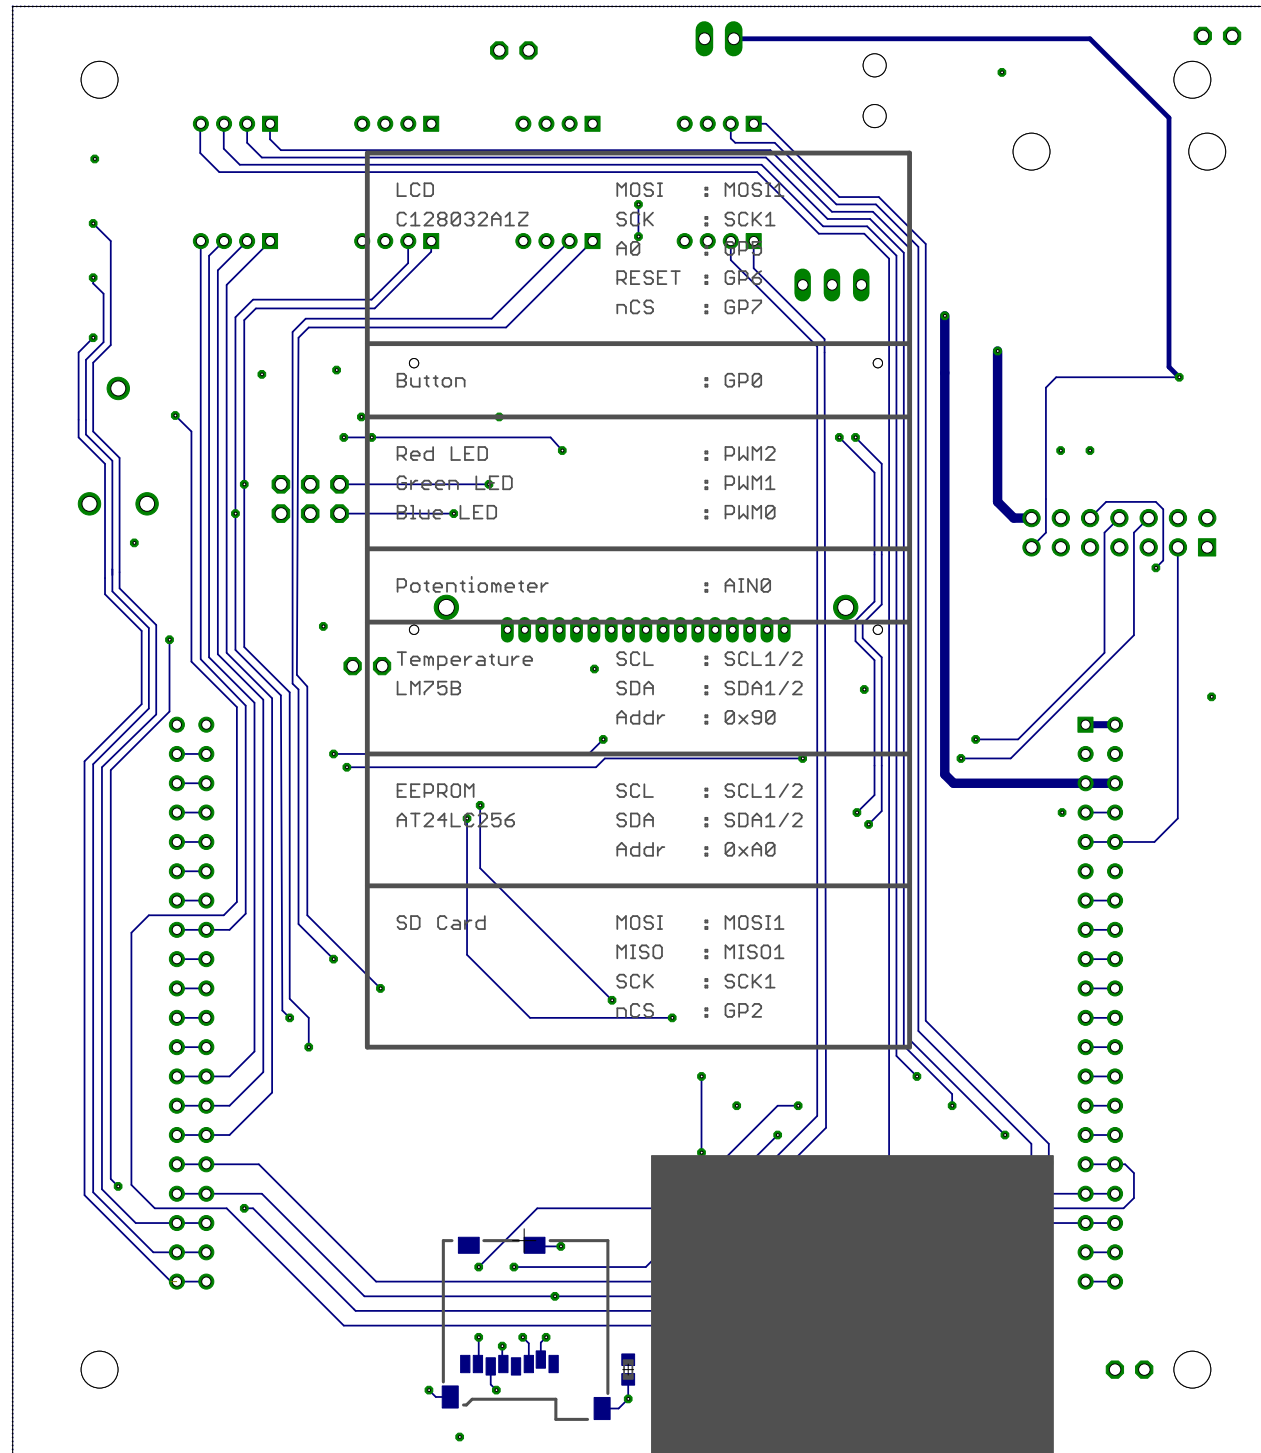 LCD MOSI : MOSI1
C128032A1Z SCK : SCK1
A0 : GP8
RESET : GP6
nCS : GP7
Button : GP0
Red LED : PWM2
Green LED : PWM1
Blue LED : PWM0
Potentiometer : AIN0
Temperature SCL : SCL1/2
LM75B SDA : SDA1/2
Addr : 0x90
EEPROM SCL : SCL1/2
AT24LC256 SDA : SDA1/2
Addr : 0xA0
SD Card MOSI : MOSI1
MISO : MISO1
SCK : SCK1
nCS : GP2